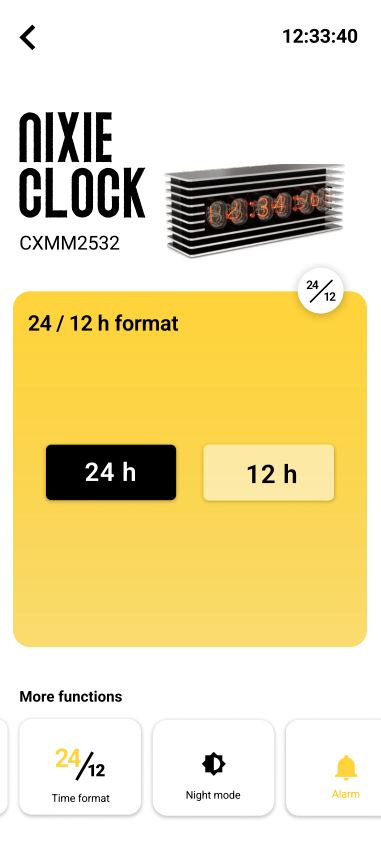 12:33:40
NIXIE
CLOCK
CXMM2532
24/12
24 / 12 h format
24 h
12 h
More functions
24/12
Time format
Night mode
Alarm